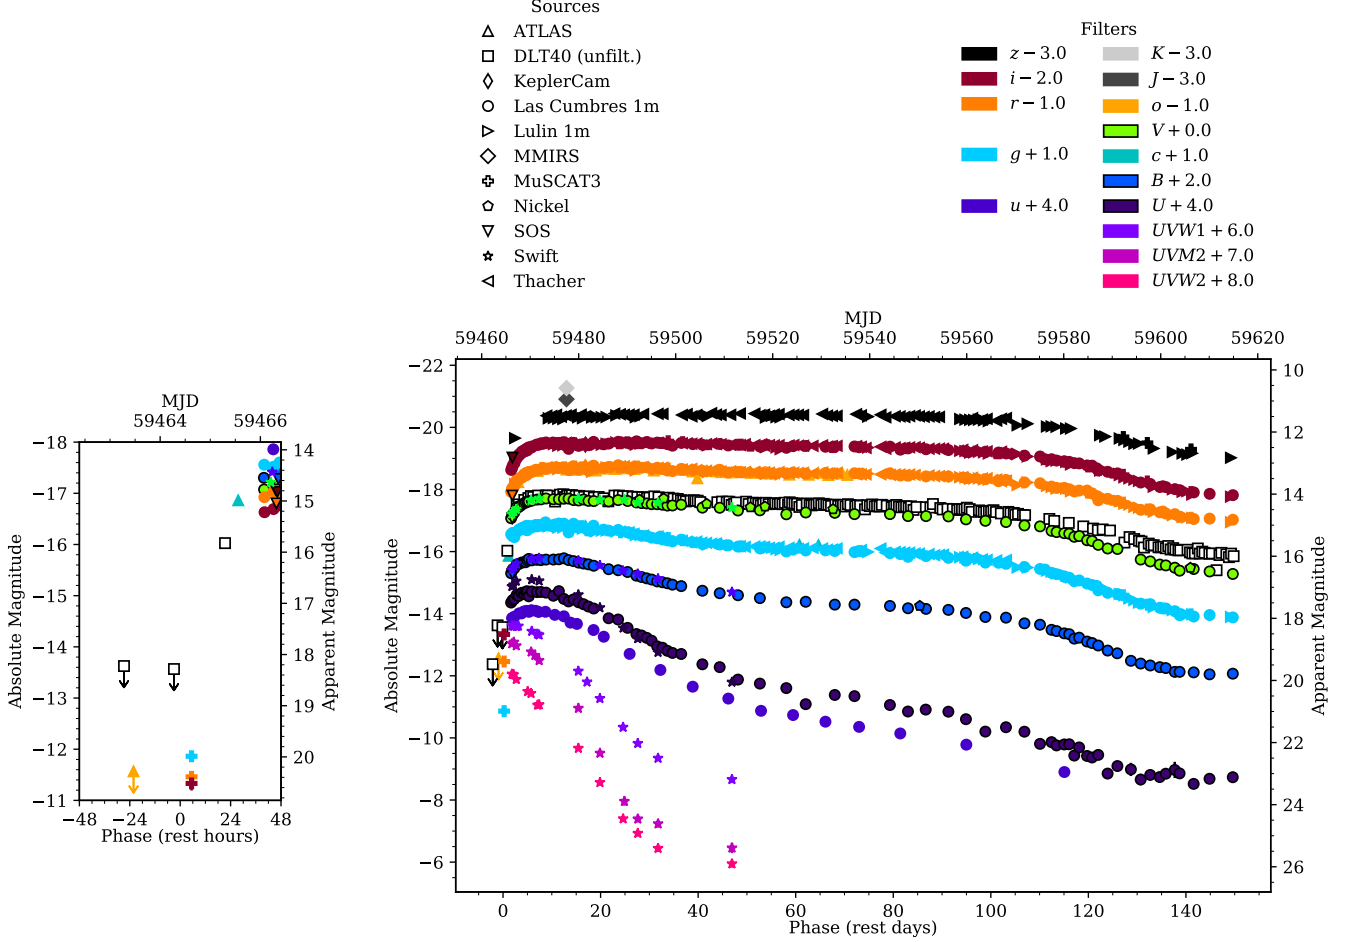 Sources
ATLAS
DLT40 (unfilt.)
KeplerCam
Las Cumbres 1m
Lulin 1m
MMIRS
MuSCAT3
Nickel
SOS
Swift
Thacher
Filters
z − 3.0
i − 2.0
r − 1.0
g + 1.0
u + 4.0
K − 3.0
J − 3.0
o − 1.0
V + 0.0
c + 1.0
B + 2.0
U + 4.0
UVW1 + 6.0
UVM2 + 7.0
UVW2 + 8.0
MJD
59464 59466
−18
−17
−16
−15
−14
−13
−12
−11
Absolute Magnitude
14
15
16
17
18
19
20
Apparent Magnitude
−48 −24 0 24 48
Phase (rest hours)
MJD
59460 59480 59500 59520 59540 59560 59580 59600 59620
−22
−20
−18
−16
−14
−12
−10
−8
−6
Absolute Magnitude
10
12
14
16
18
20
22
24
26
Apparent Magnitude
0 20 40 60 80 100 120 140
Phase (rest days)